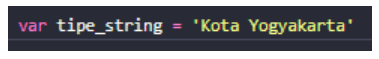 var tipe_string = 'Kota Yogyakarta'